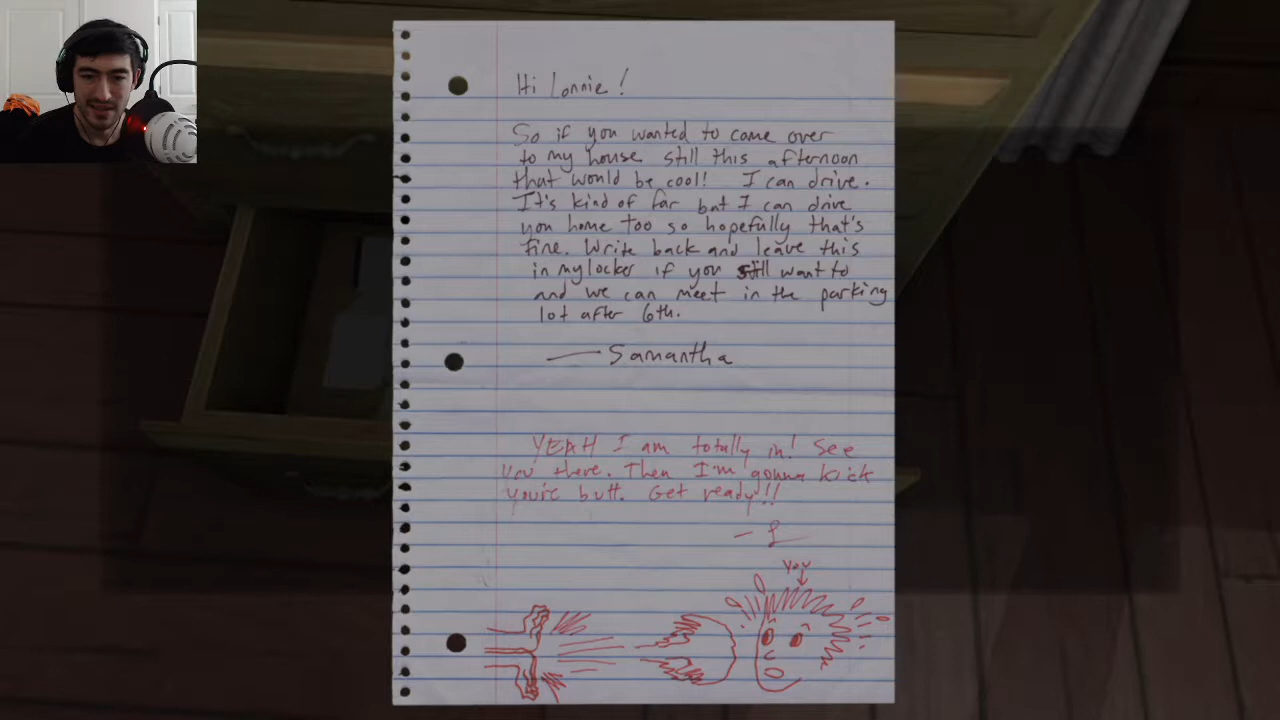 Hi Lonnie!
So if you wanted to come over
to my house still this afternoon
that would be cool! I can drive.
It's kind of far but I can drive
you home too so hopefully that's
fine. Write back and leave this
in my locker if you still want to
and we can meet in the parking
lot after 6th.
— Samantha
YEAH I am totally in! See
you there. Then I'm gonna kick
you're butt. Get ready!!
- L
you